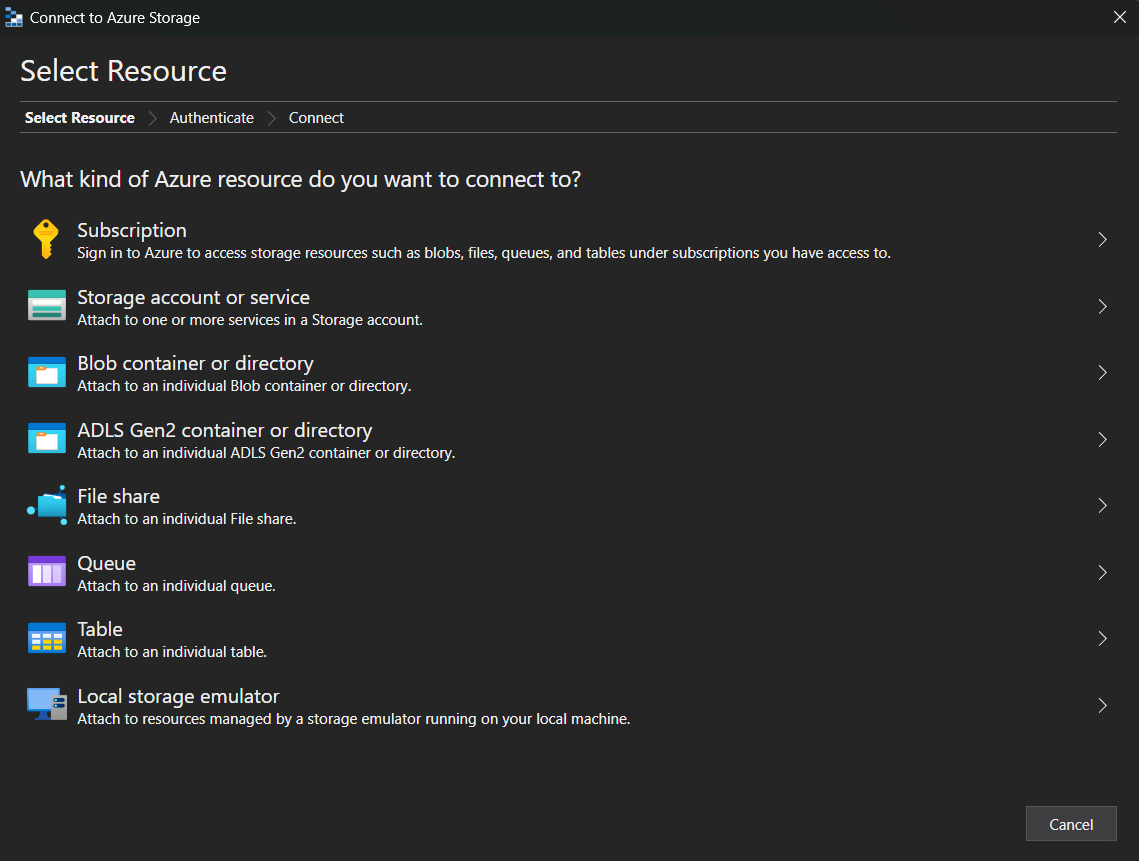 Connect to Azure Storage
Select Resource
Select Resource Authenticate Connect
What kind of Azure resource do you want to connect to?
Subscription
Sign in to Azure to access storage resources such as blobs, files, queues, and tables under subscriptions you have access to.
Storage account or service
Attach to one or more services in a Storage account.
Blob container or directory
Attach to an individual Blob container or directory.
ADLS Gen2 container or directory
Attach to an individual ADLS Gen2 container or directory.
File share
Attach to an individual File share.
Queue
Attach to an individual queue.
Table
Attach to an individual table.
Local storage emulator
Attach to resources managed by a storage emulator running on your local machine.
Cancel